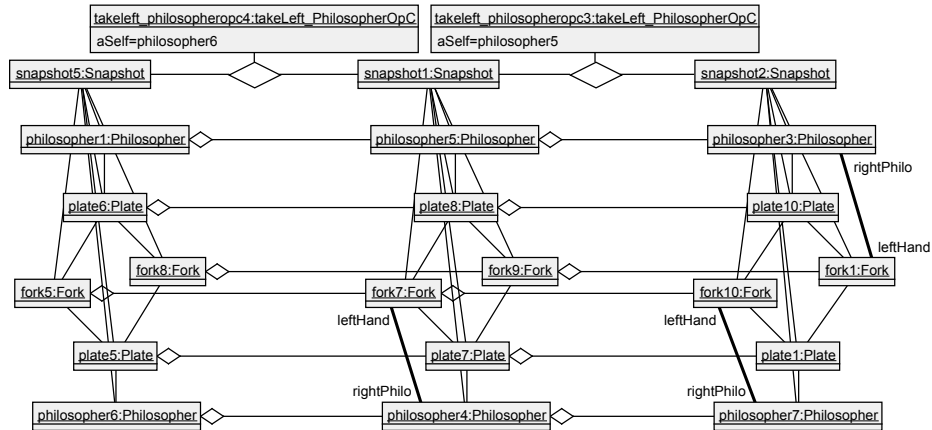 takeleft_philosopheropc4:takeLeft_PhilosopherOpC
aSelf=philosopher6
takeleft_philosopheropc3:takeLeft_PhilosopherOpC
aSelf=philosopher5
snapshot5:Snapshot
snapshot1:Snapshot
snapshot2:Snapshot
philosopher1:Philosopher
philosopher5:Philosopher
philosopher3:Philosopher
rightPhilo
plate6:Plate
plate8:Plate
plate10:Plate
leftHand
fork8:Fork
fork9:Fork
fork1:Fork
fork5:Fork
fork7:Fork
fork10:Fork
leftHand
leftHand
plate5:Plate
plate7:Plate
plate1:Plate
rightPhilo
rightPhilo
philosopher6:Philosopher
philosopher4:Philosopher
philosopher7:Philosopher